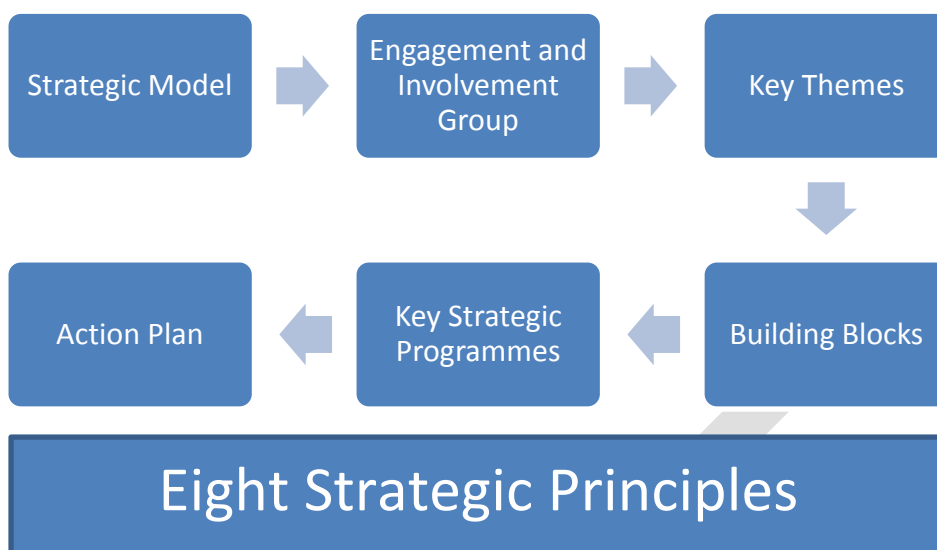 Strategic Model
Engagement and
Involvement
Group
Key Themes
Action Plan
Key Strategic
Programmes
Building Blocks
Eight Strategic Principles